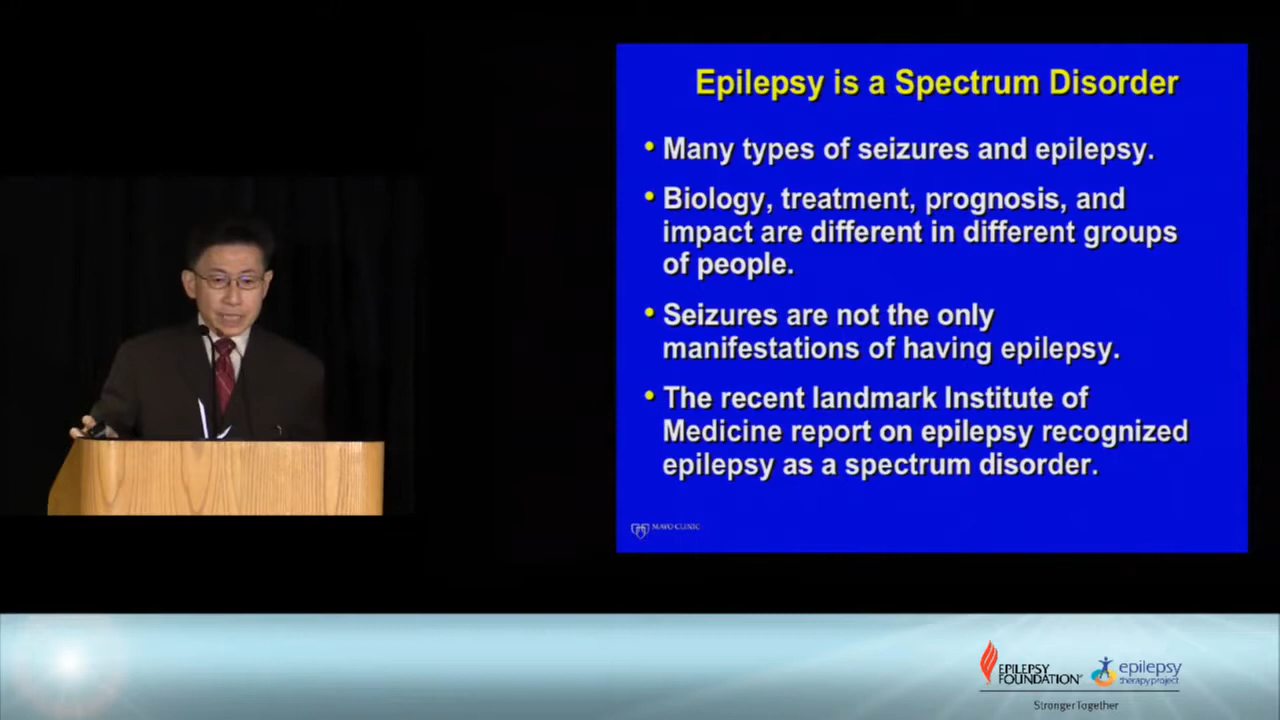 Epilepsy is a Spectrum Disorder
• Many types of seizures and epilepsy.
• Biology, treatment, prognosis, and
impact are different in different groups
of people.
• Seizures are not the only
manifestations of having epilepsy.
• The recent landmark Institute of
Medicine report on epilepsy recognized
epilepsy as a spectrum disorder.
MAYO CLINIC
EPILEPSY
FOUNDATION
epilepsy
therapy project
StrongerTogether